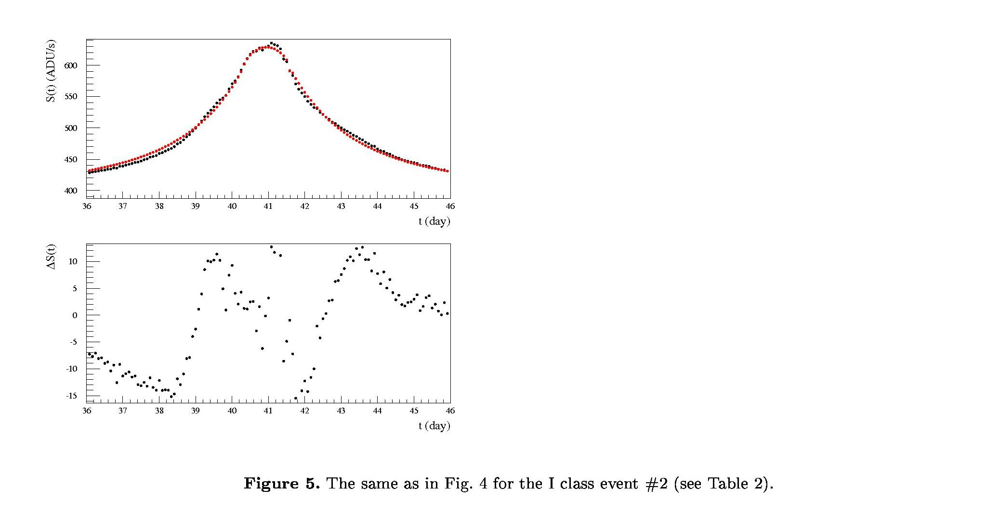 S(t) (ADU/s)
600
550
500
450
400
36 37 38 39 40 41 42 43 44 45 46
t (day)
ΔS(t)
10
5
0
-5
-10
-15
36 37 38 39 40 41 42 43 44 45 46
t (day)
Figure 5. The same as in Fig. 4 for the I class event #2 (see Table 2).